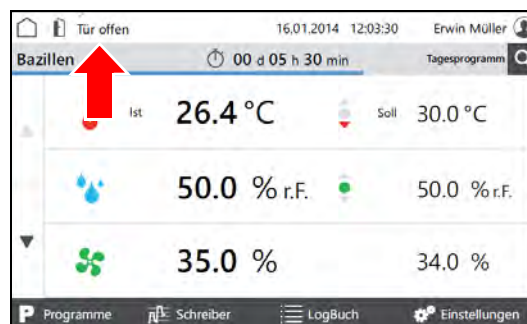 Tür offen 16.01.2014 12:03:30 Erwin Müller
Bazillen 00 d 05 h 30 min Tagesprogramm
Ist 26.4 °C Soll 30.0 °C
50.0 % r.F. 50.0 % r.F.
35.0 % 34.0 %
P Programme Schreiber LogBuch Einstellungen